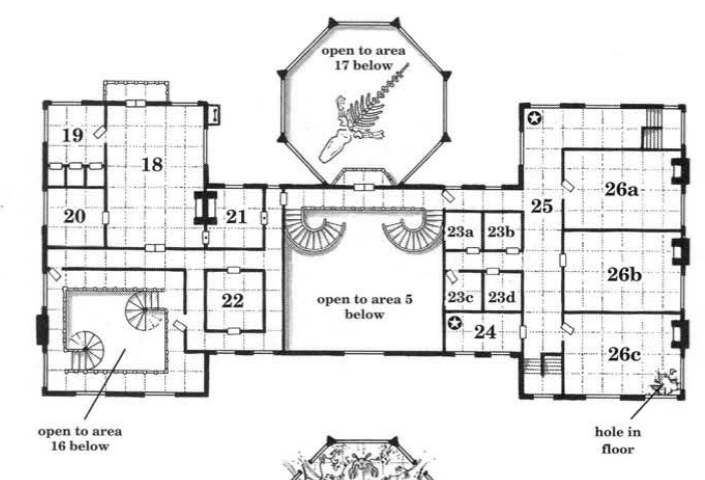 open to area
17 below
19
18
20
21
22
open to area 5
below
23a
23b
23c
23d
24
25
26a
26b
26c
open to area
16 below
hole in
floor